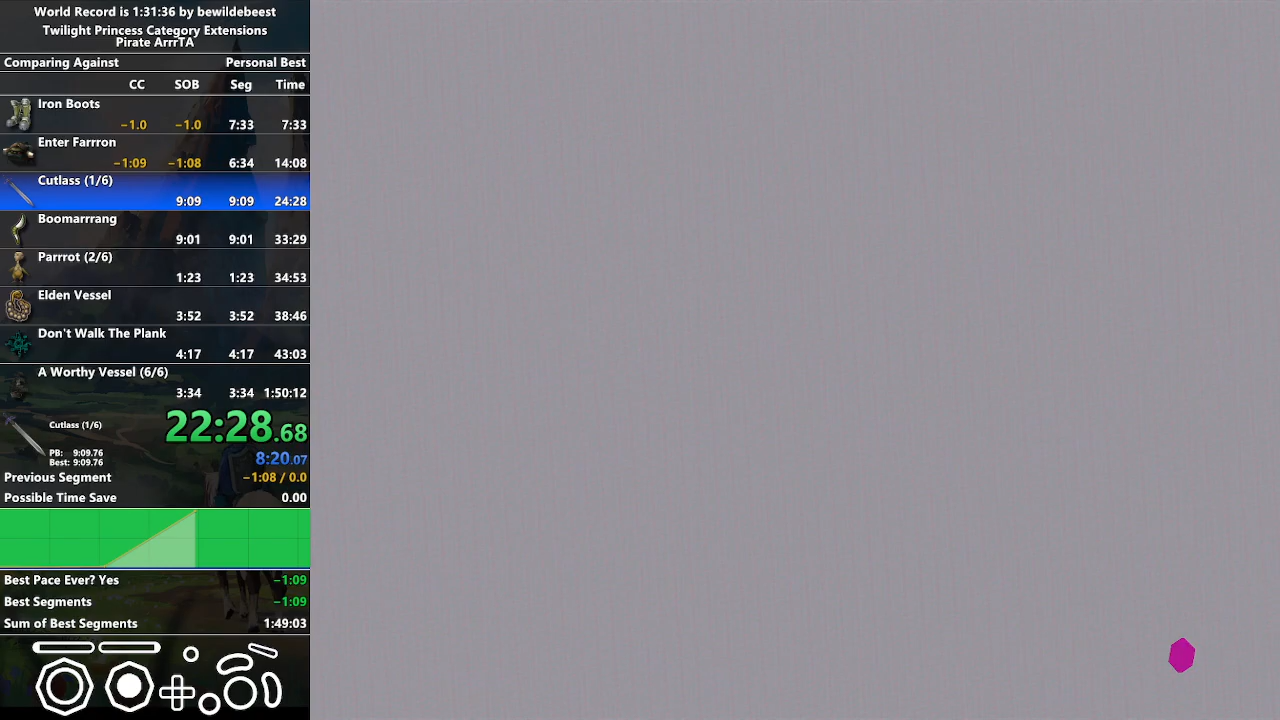 World Record is 1:31:36 by bewildebeest
Twilight Princess Category Extensions
Pirate ArrrTA
Comparing Against Personal Best
CC SOB Seg Time
Iron Boots
−1.0 −1.0 7:33 7:33
Enter Farrron
−1:09 −1:08 6:34 14:08
Cutlass (1/6)
9:09 9:09 24:28
Boomarrrang
9:01 9:01 33:29
Parrrot (2/6)
1:23 1:23 34:53
Elden Vessel
3:52 3:52 38:46
Don't Walk The Plank
4:17 4:17 43:03
A Worthy Vessel (6/6)
3:34 3:34 1:50:12
Cutlass (1/6) 22:28.68
PB: 9:09.76
Best: 9:09.76 8:20.07
Previous Segment −1:08 / 0.0
Possible Time Save 0.00
Best Pace Ever? Yes −1:09
Best Segments −1:09
Sum of Best Segments 1:49:03